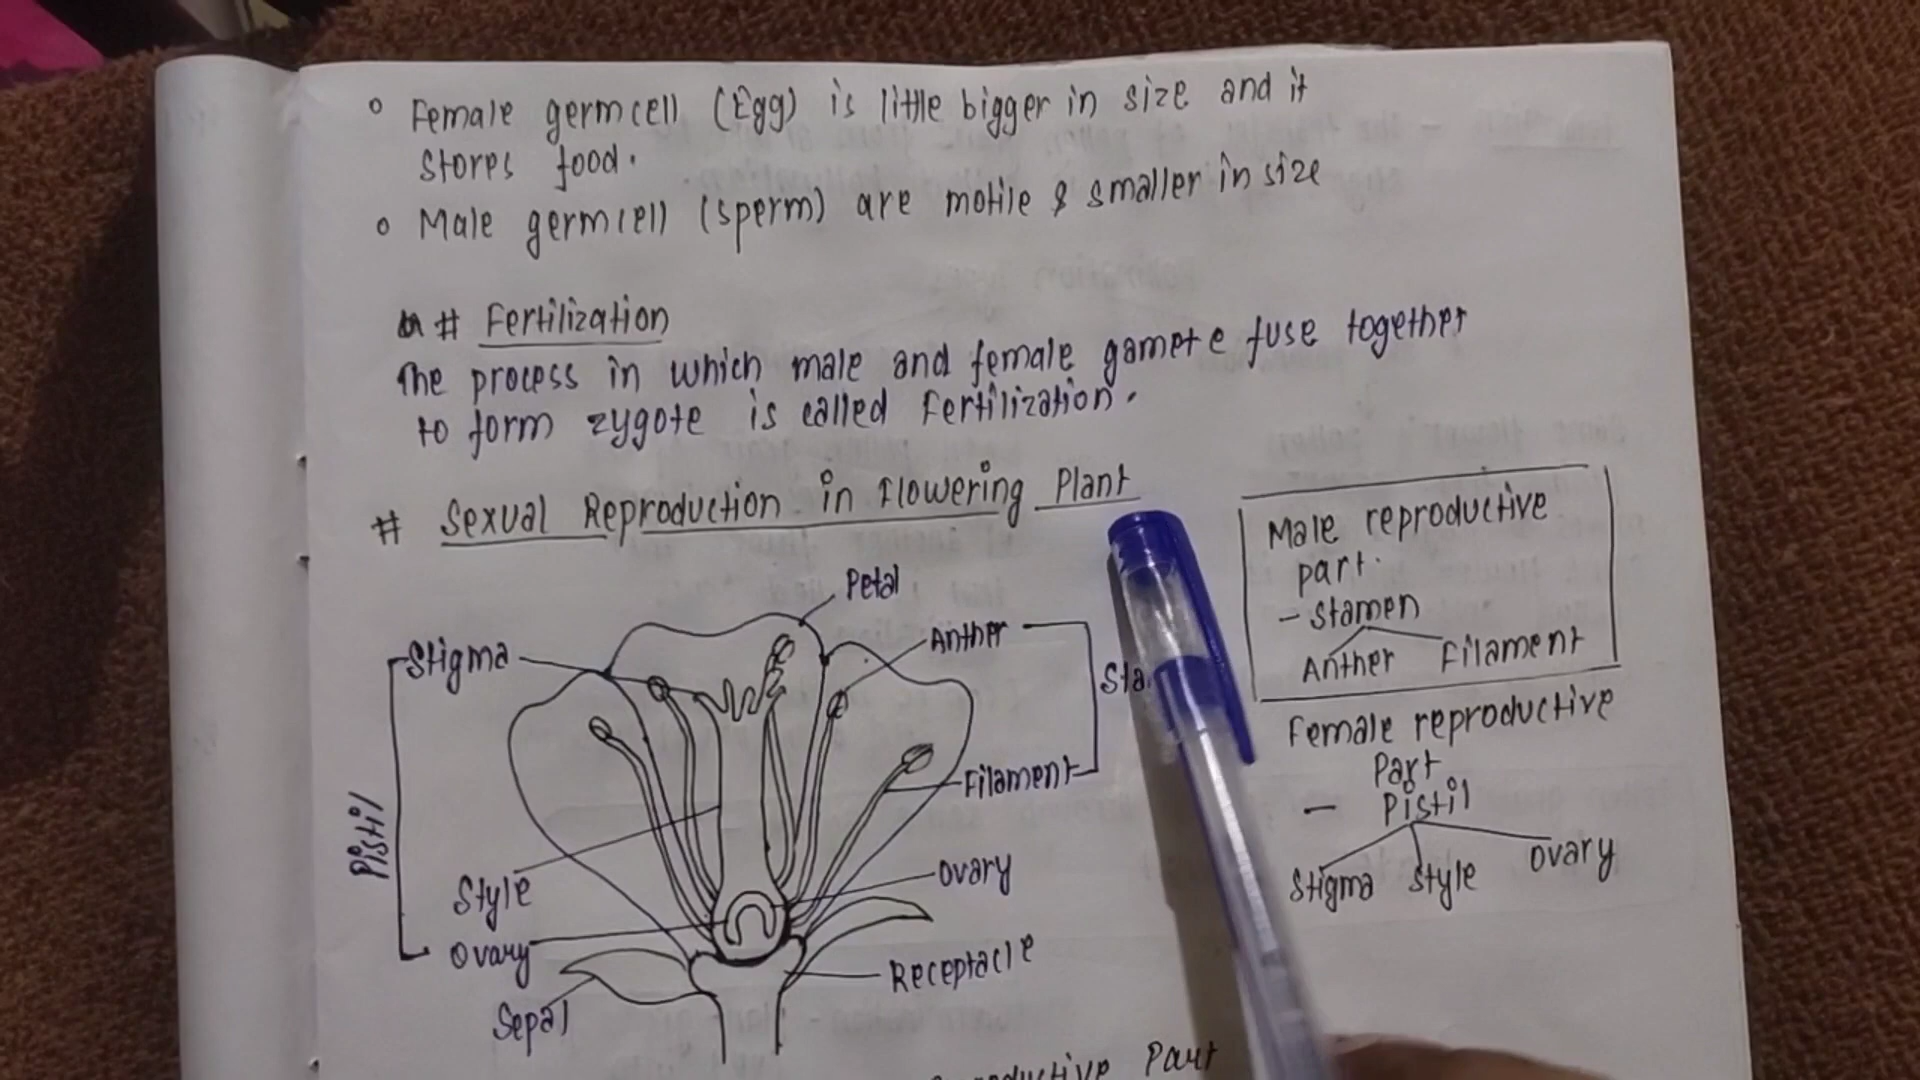 Female germcell (Egg) is little bigger in size and it
stores food.
Male germcell (sperm) are motile & smaller in size
# Fertilization
The process in which male and female gamete fuse together
to form zygote is called Fertilization.
# Sexual Reproduction in Flowering Plant
Petal
Stigma
Anther
Filament
Pistil
Style
Ovary
Ovary
Receptacle
Sepal
Male reproductive
part.
- Stamen
Anther Filament
Female reproductive
Part
- Pistil
Stigma Style Ovary
Part